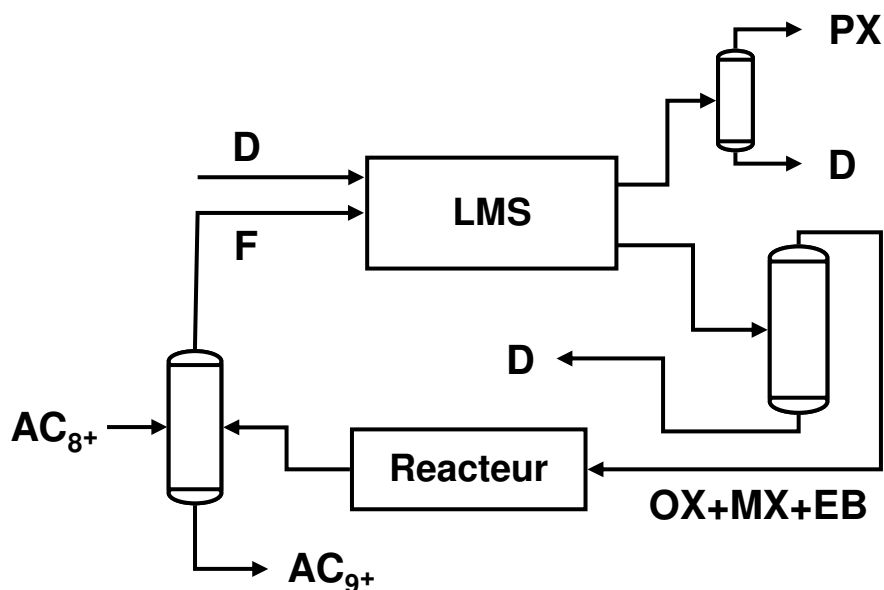 PX
D
D
LMS
F
D
AC8+
Reacteur
OX+MX+EB
AC9+